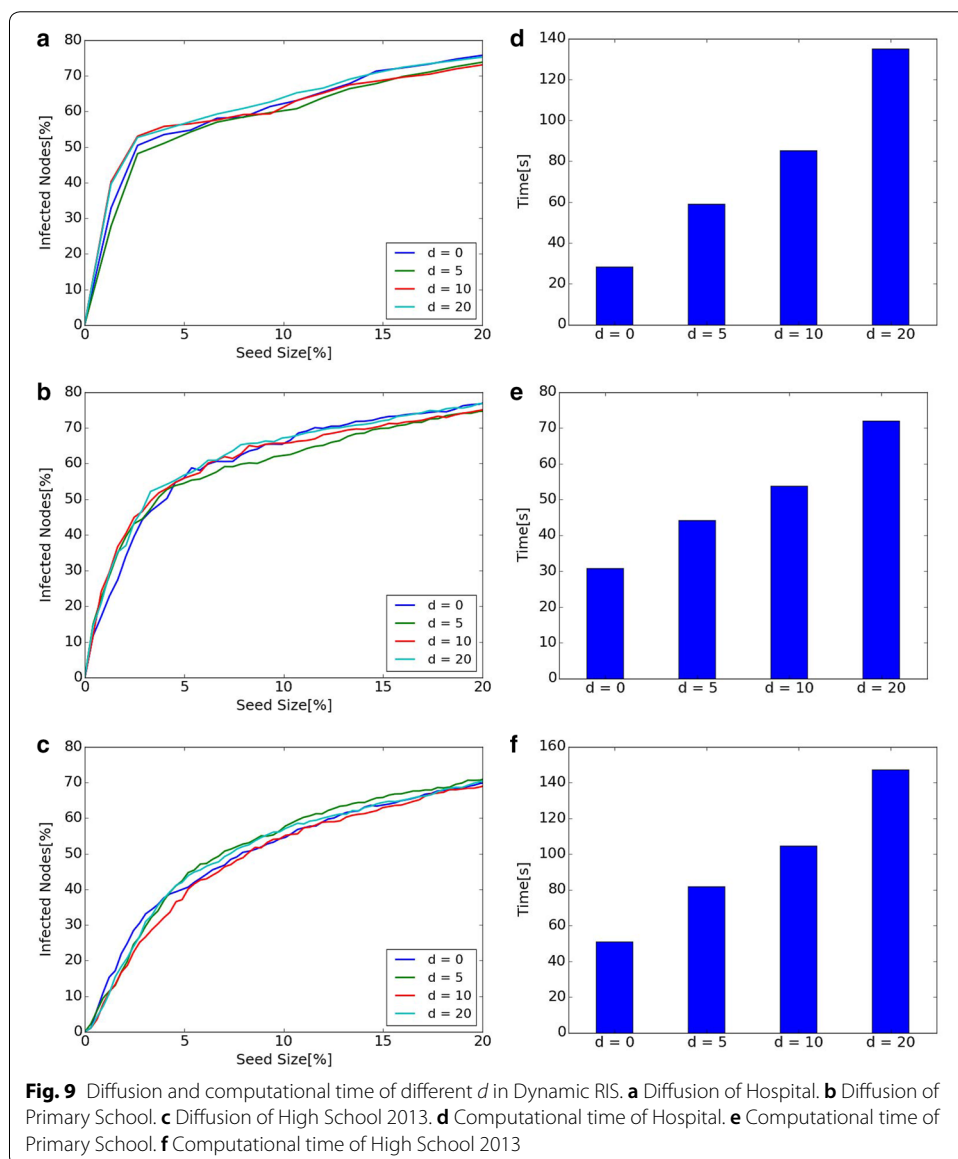 a
80
70
60
50
40
30
20
10
0
Infected Nodes[%]
0 5 10 15 20
Seed Size[%]
d = 0
d = 5
d = 10
d = 20
d
140
120
100
80
60
40
20
0
Time[s]
d = 0 d = 5 d = 10 d = 20
b
80
70
60
50
40
30
20
10
0
Infected Nodes[%]
0 5 10 15 20
Seed Size[%]
d = 0
d = 5
d = 10
d = 20
e
80
70
60
50
40
30
20
10
0
Time[s]
d = 0 d = 5 d = 10 d = 20
c
80
70
60
50
40
30
20
10
0
Infected Nodes[%]
0 5 10 15 20
Seed Size[%]
d = 0
d = 5
d = 10
d = 20
f
160
140
120
100
80
60
40
20
0
Time[s]
d = 0 d = 5 d = 10 d = 20
Fig. 9 Diffusion and computational time of different d in Dynamic RIS. a Diffusion of Hospital. b Diffusion of
Primary School. c Diffusion of High School 2013. d Computational time of Hospital. e Computational time of
Primary School. f Computational time of High School 2013